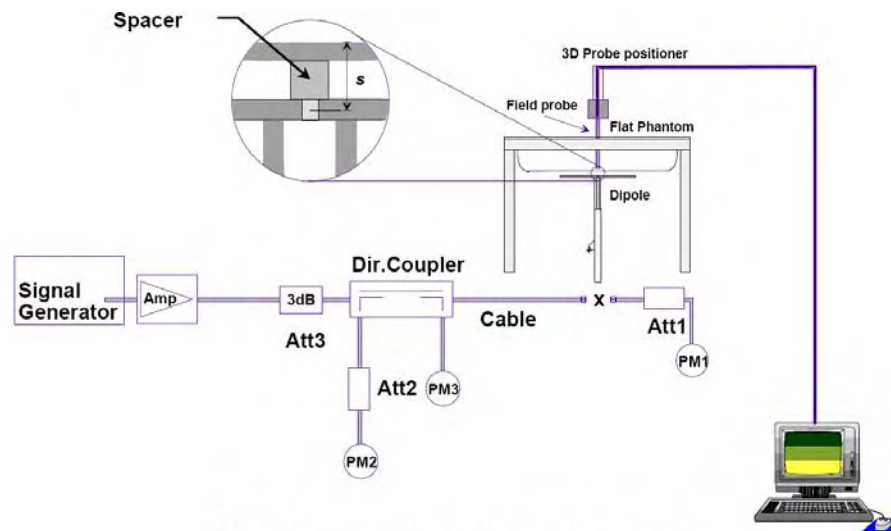 Spacer
s
3D Probe positioner
Field probe
Flat Phantom
Dipole
Dir.Coupler
Signal
Generator
Amp
3dB
Att3
Cable
x
Att1
PM1
Att2
PM3
PM2